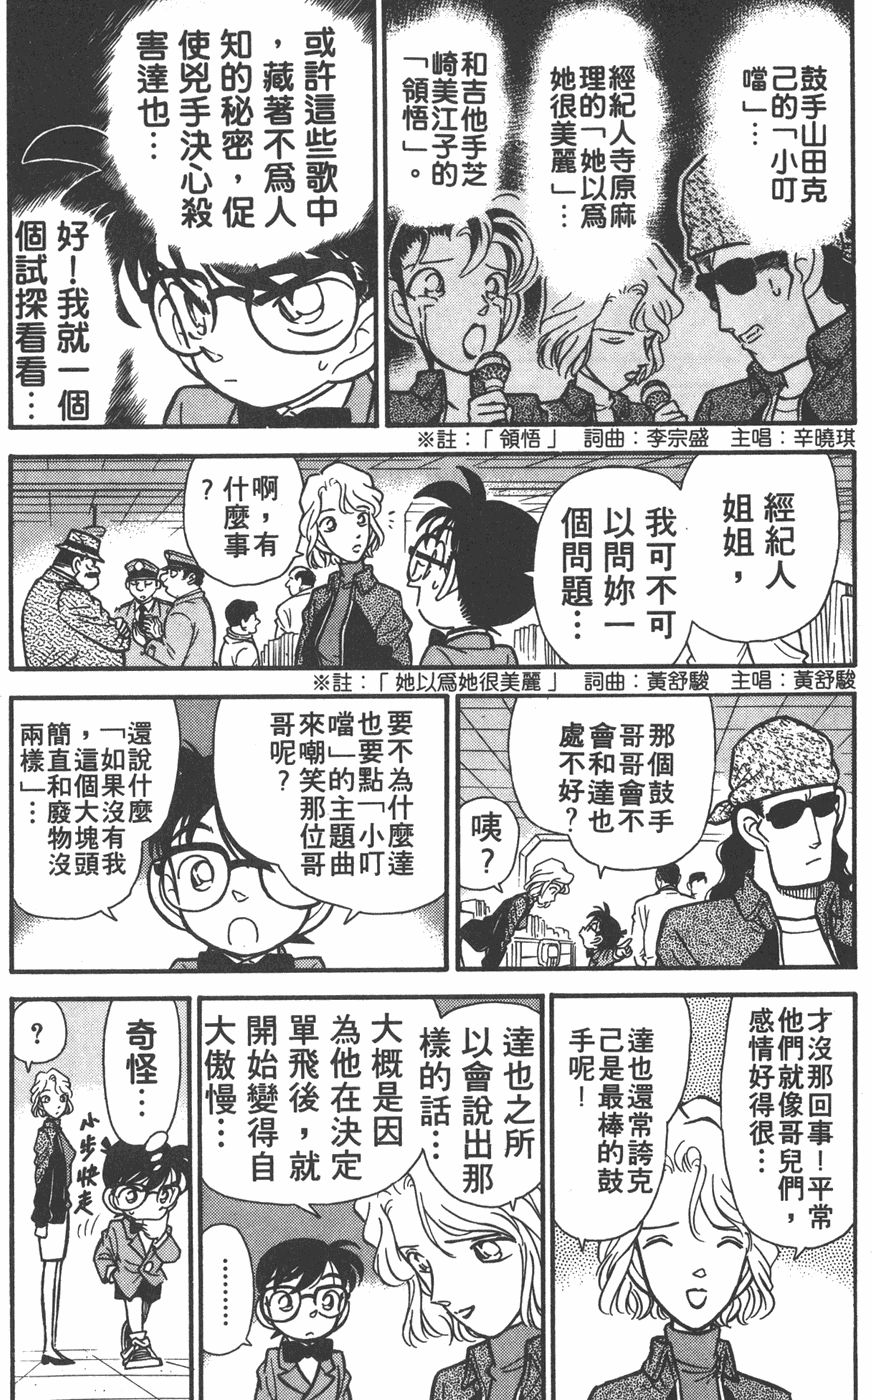 鼓手山田克
己的「小叮
噹」…
經紀人寺原麻
理的「她以爲
她很美麗」…
和吉他手芝
崎美江子的
「領悟」。
或許這些歌中
，藏著不爲人
知的秘密，促
使兇手決心殺
害達也…
好！我就一個
個試探看看…
※註：「領悟」　詞曲：李宗盛　主唱：辛曉琪
經紀人
姐姐，
我可不可
以問妳一
個問題…
啊，有
什麼事
？
※註：「她以爲她很美麗」　詞曲：黃舒駿　主唱：黃舒駿
那個鼓手
哥哥會不
會和達也
處不好？
咦？
要不為什麼達
也要點「小叮
噹」的主題曲
來嘲笑那位哥
哥呢？
還說什麼
「如果沒有我
，這個大塊頭
簡直和廢物沒
兩樣」…
才沒那回事！平常
他們就像哥兒們，
感情好得很…
達也還常誇克
己是最棒的鼓
手呢！
達也之所
以會說出那
樣的話…
大概是因
為他在決定
單飛後，就
開始變得自
大傲慢…
………
奇怪…
小步快走
？